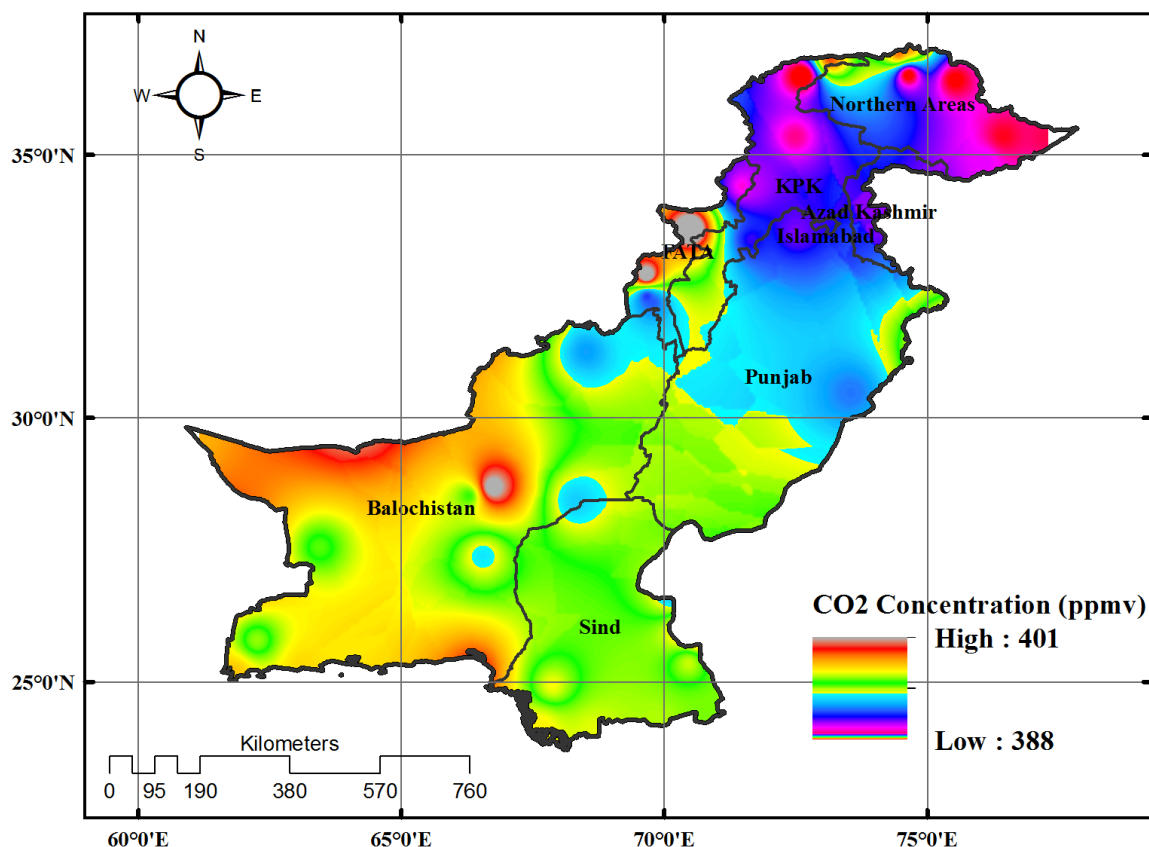 N
W E
S
35°0'N
30°0'N
25°0'N
Northern Areas
KPK
Azad Kashmir
Islamabad
FATA
Punjab
Balochistan
Sind
CO2 Concentration (ppmv)
High : 401
Low : 388
Kilometers
0 95 190 380 570 760
60°0'E 65°0'E 70°0'E 75°0'E